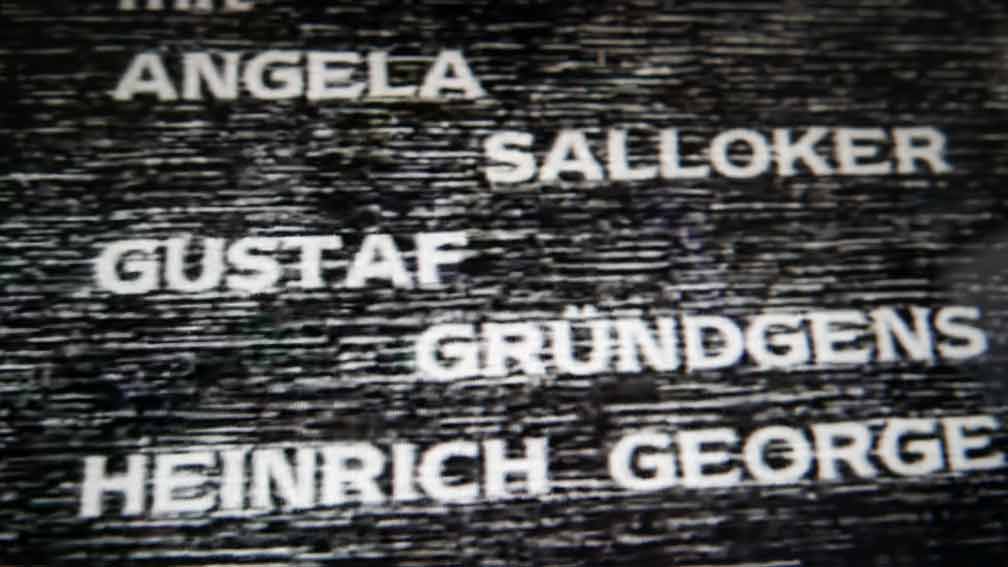 ANGELA
SALLOKER
GUSTAF
GRÜNDGENS
HEINRICH GEORGE